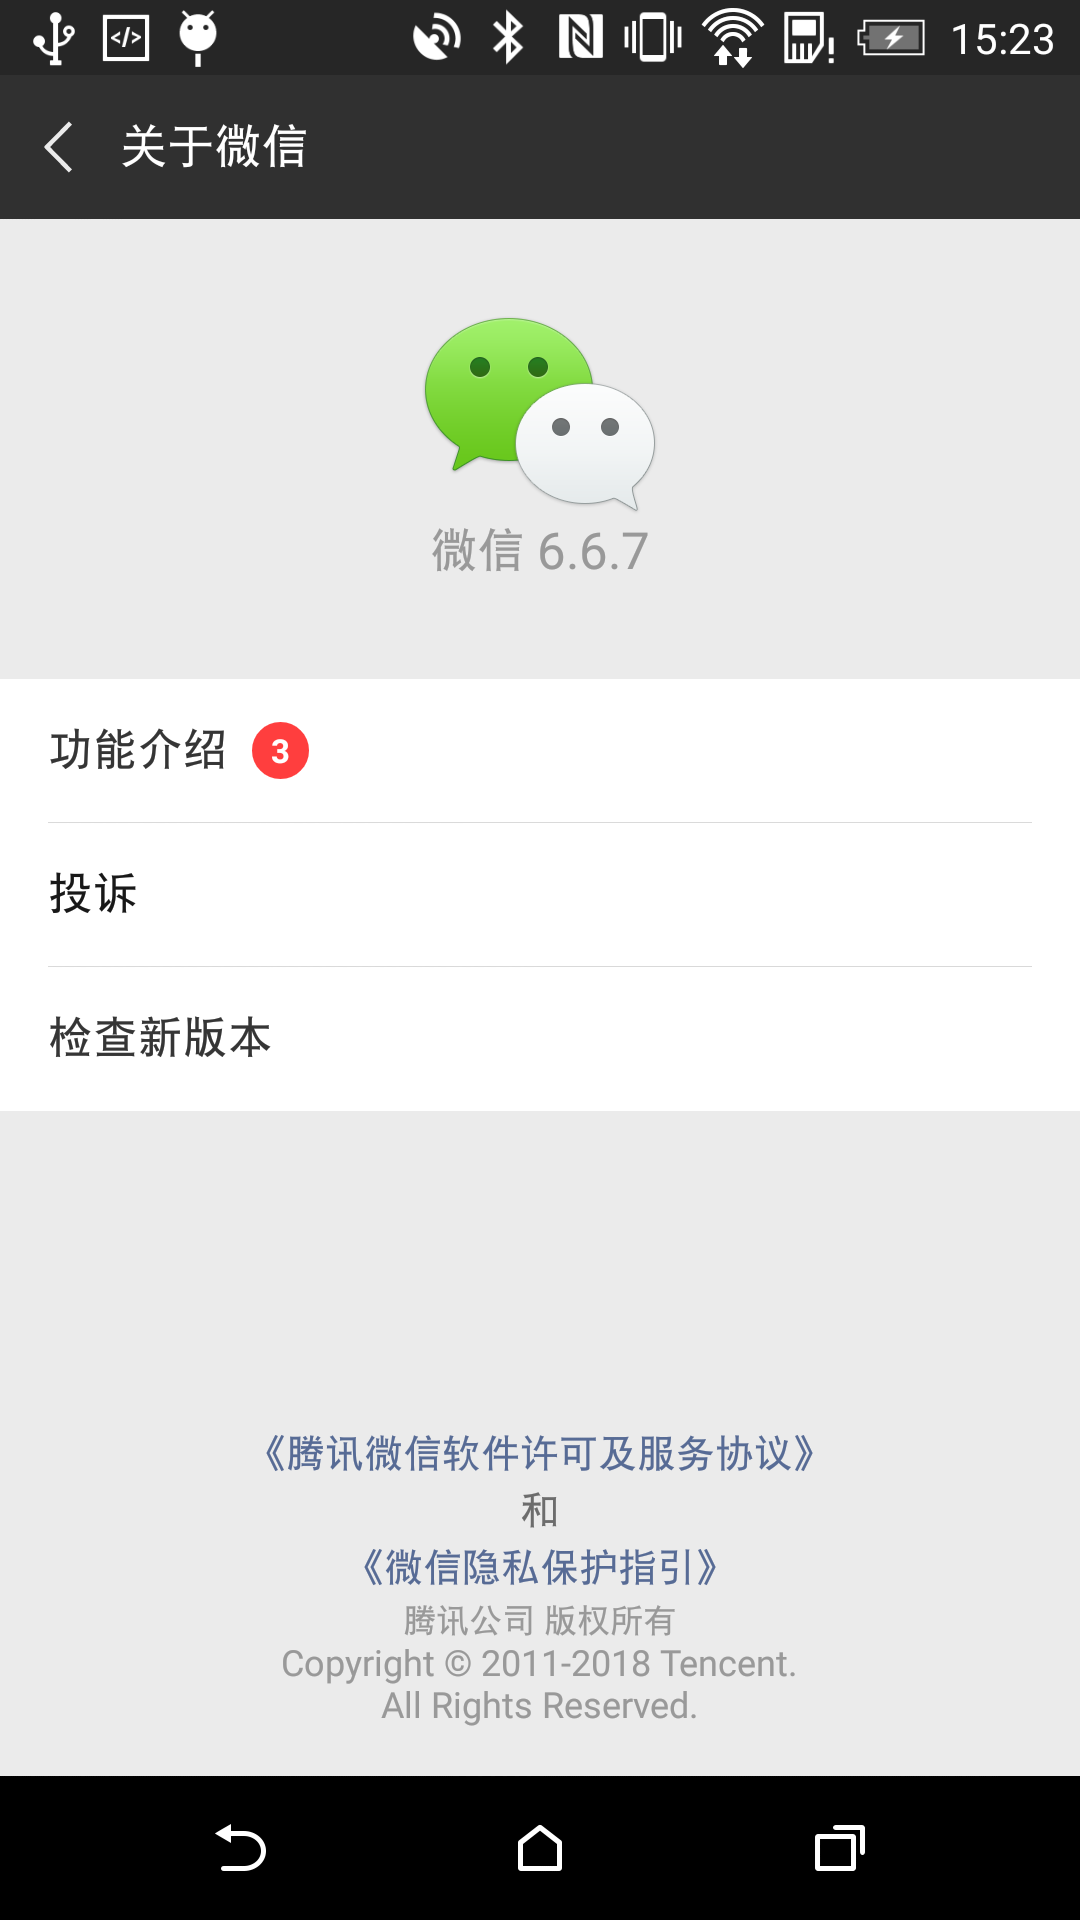 15:23
关于微信
微信 6.6.7
功能介绍 3
投诉
检查新版本
《腾讯微信软件许可及服务协议》
和
《微信隐私保护指引》
腾讯公司 版权所有
Copyright © 2011-2018 Tencent.
All Rights Reserved.